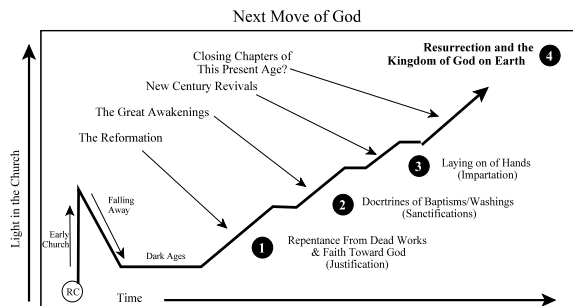 Next Move of God
Resurrection and the
Kingdom of God on Earth
4
Closing Chapters of
This Present Age?
New Century Revivals
The Great Awakenings
The Reformation
3
Laying on of Hands
(Impartation)
2
Docrtrines of Baptisms/Washings
(Sanctifications)
1
Repentance From Dead Works
& Faith Toward God
(Justification)
Light in the Church
Falling
Away
Early
Church
Dark Ages
RC
Time